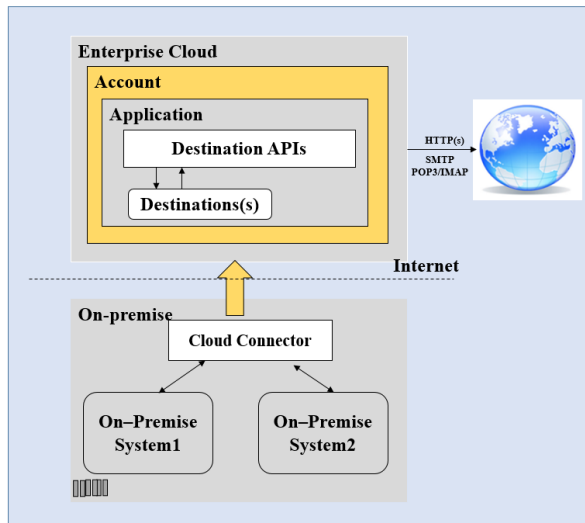 Enterprise Cloud
Account
Application
Destination APIs
Destinations(s)
HTTP(s)
SMTP
POP3/IMAP
Internet
On-premise
Cloud Connector
On–Premise
System1
On–Premise
System2